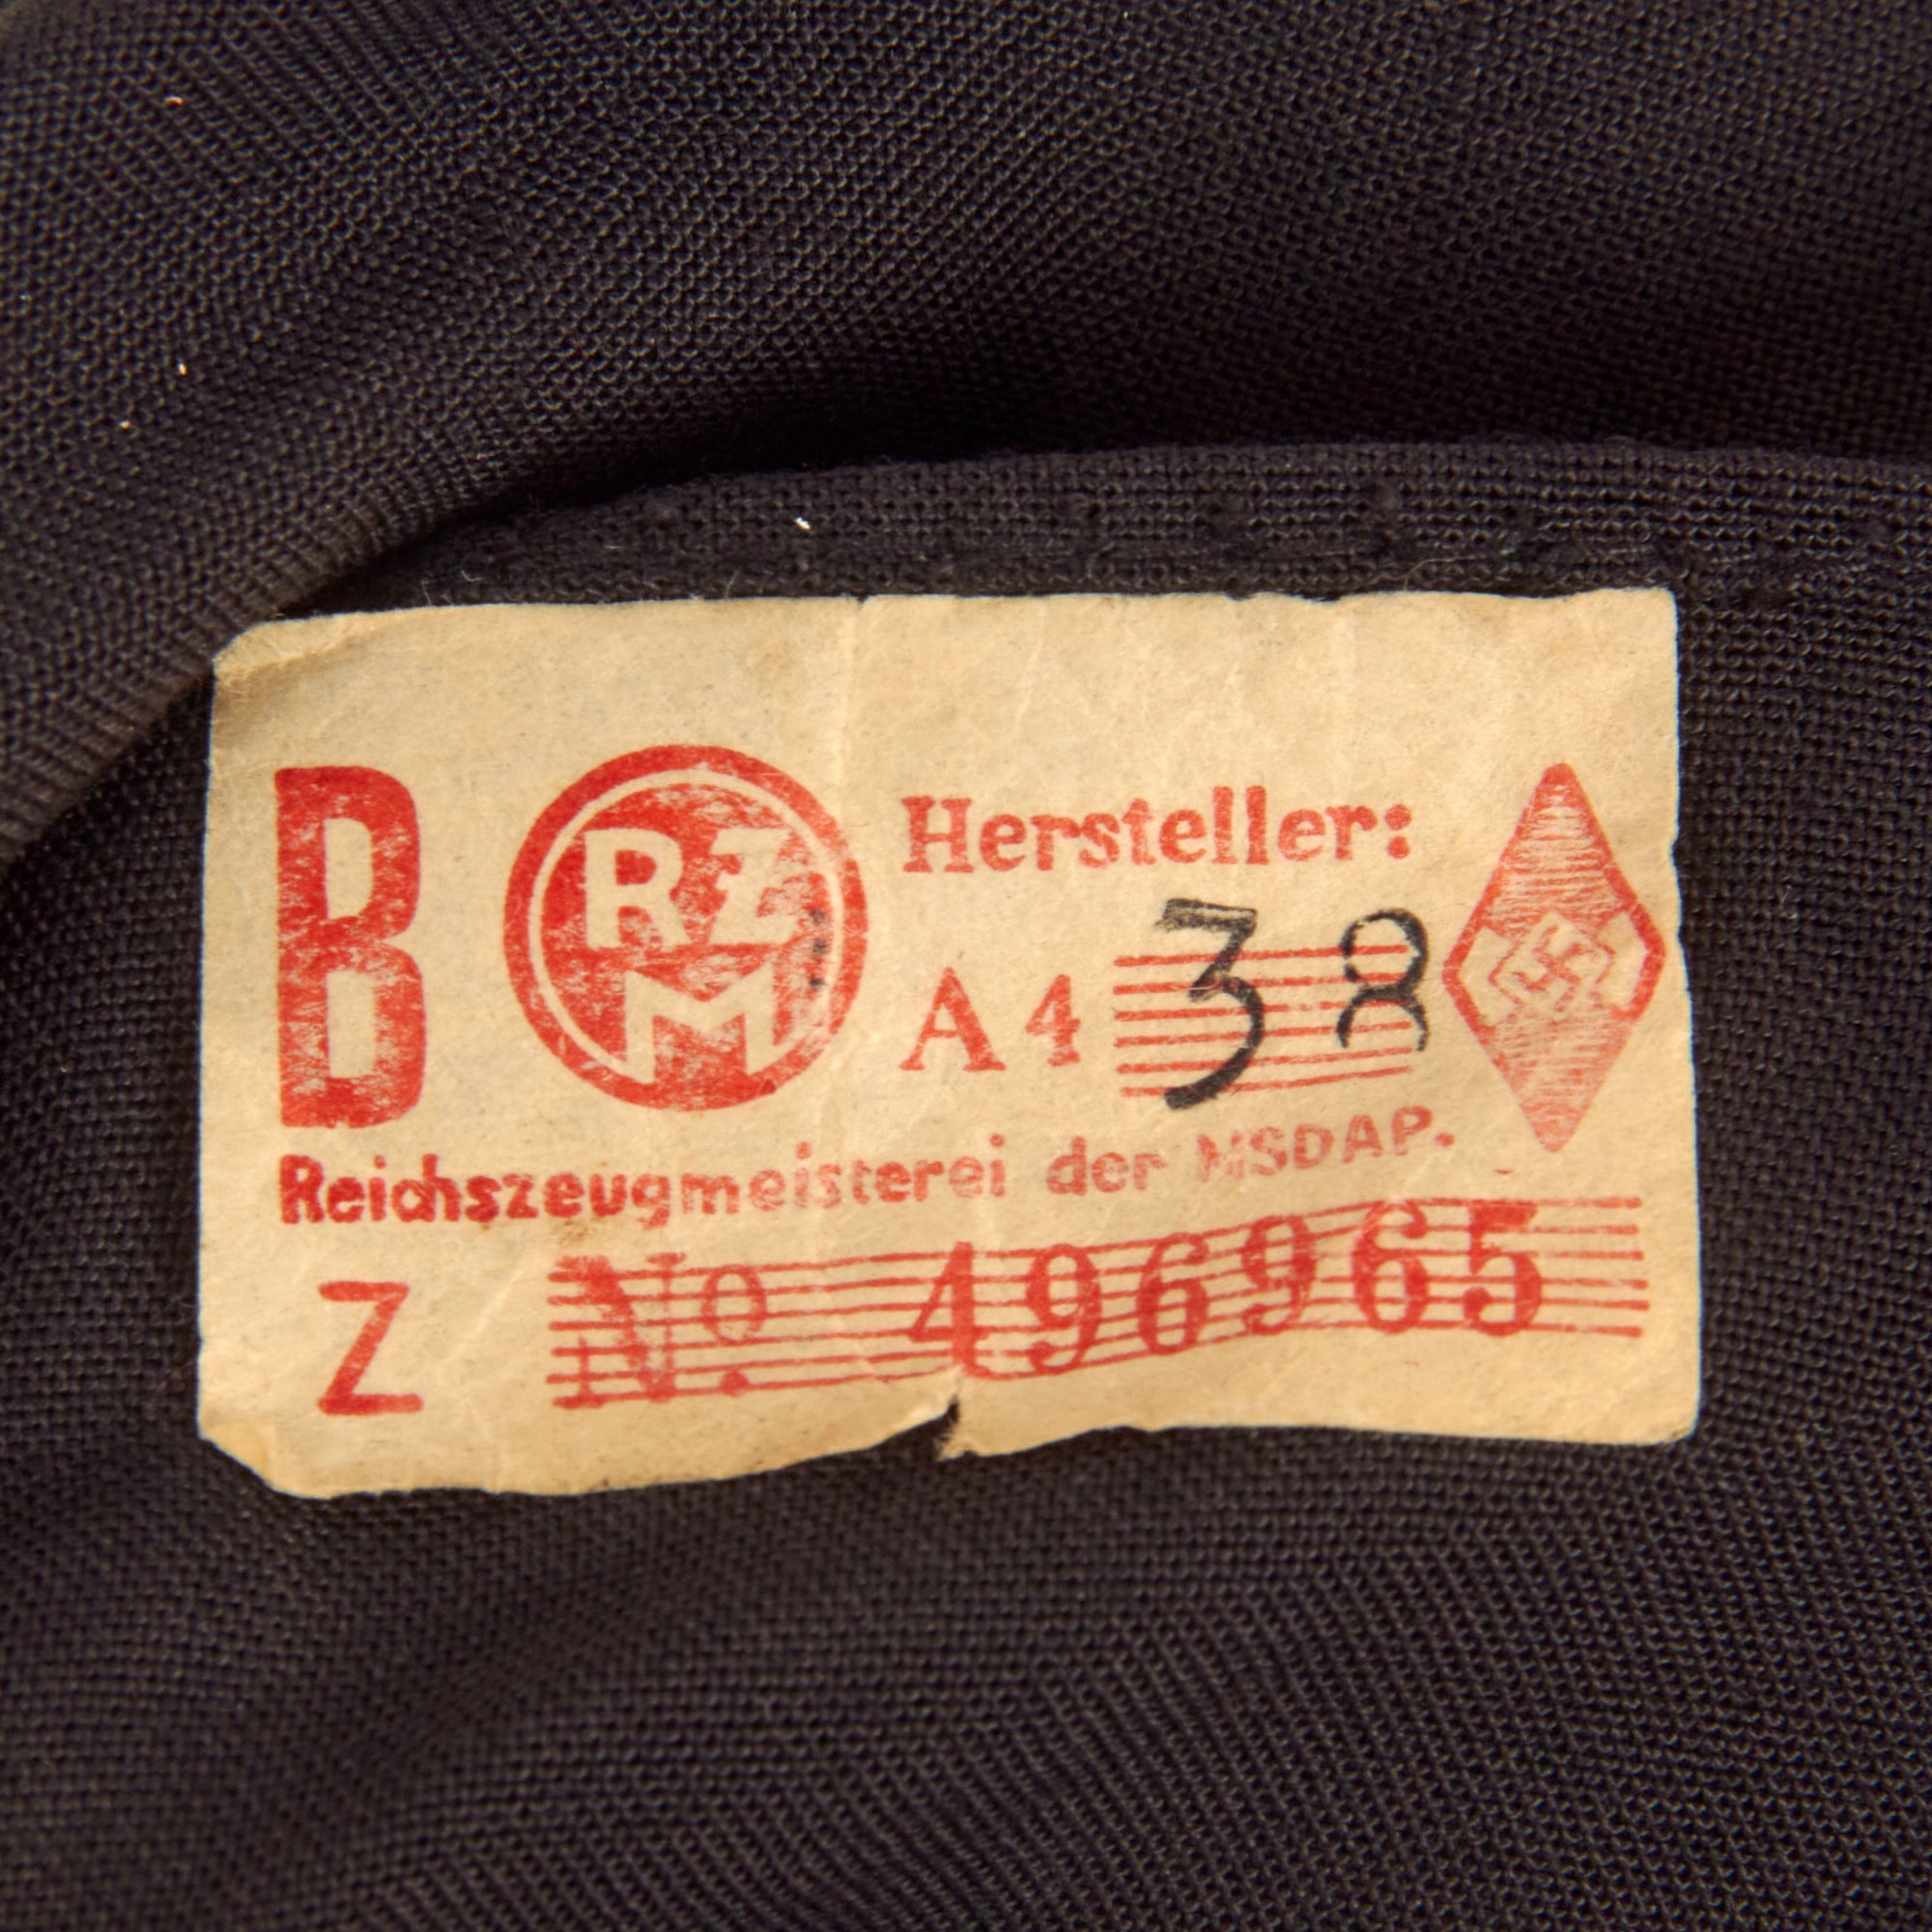 B RZM Hersteller:
A4 38
Reichszeugmeisterei der NSDAP.
Z No. 496965